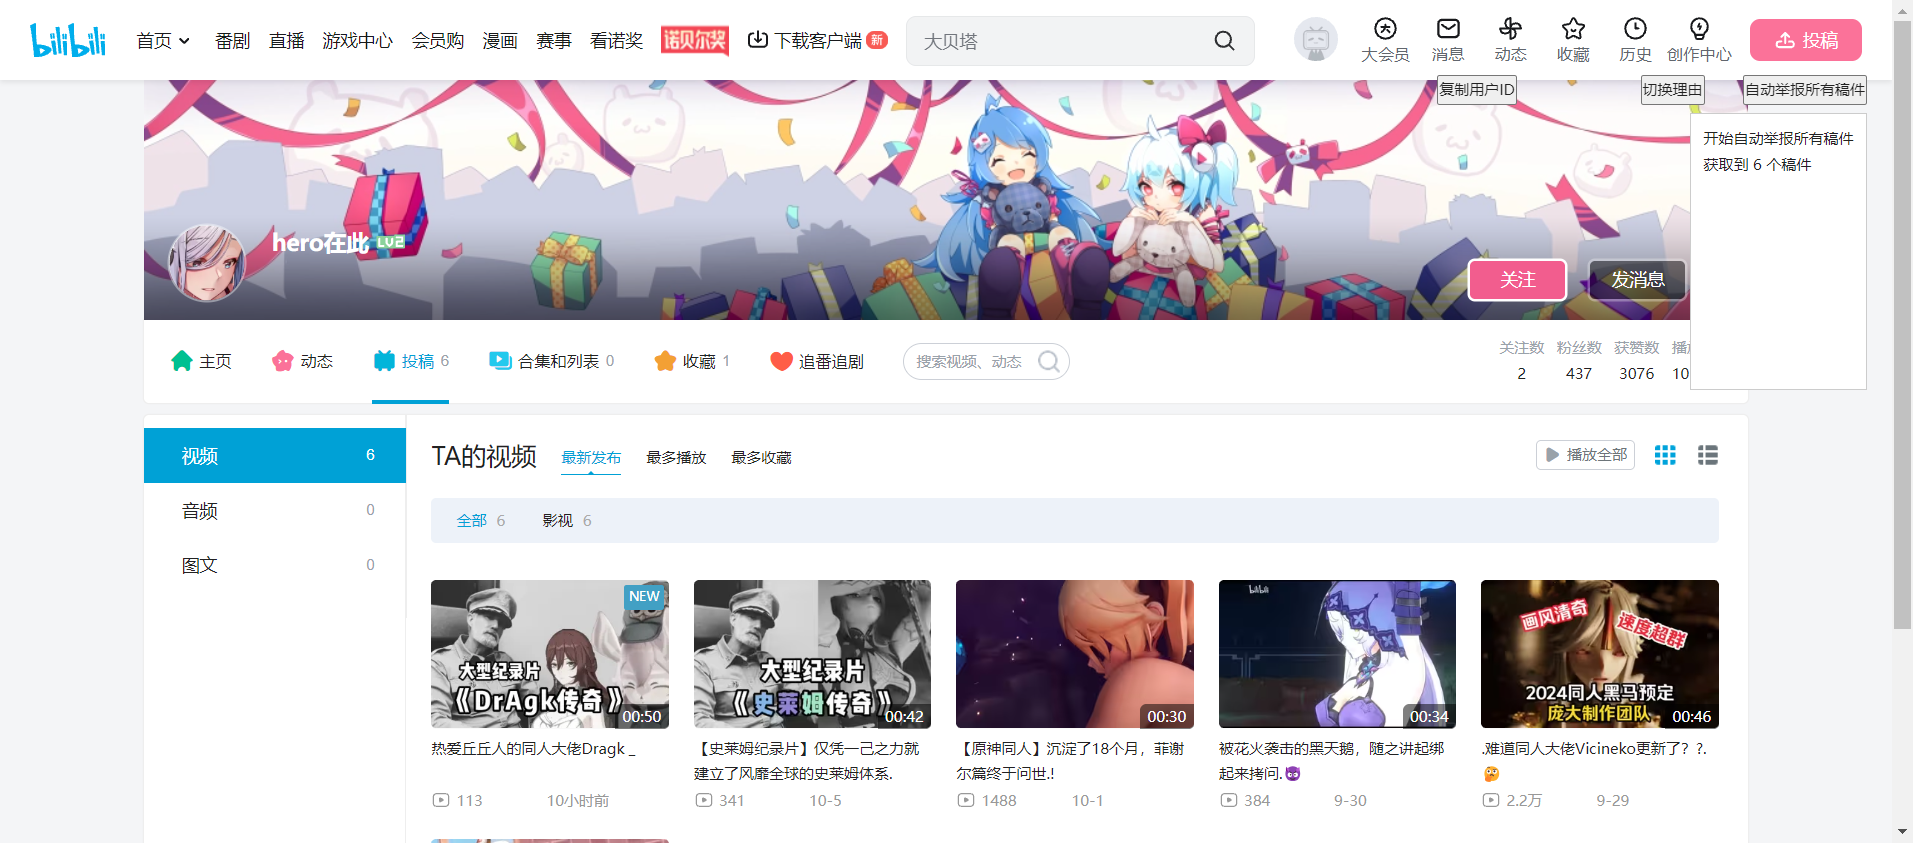 bilibili 首页 番剧 直播 游戏中心 会员购 漫画 赛事 看诺奖 诺贝尔奖 下载客户端 新 大贝塔 大会员 消息 动态 收藏 历史 创作中心 投稿
复制用户ID 切换理由 自动举报所有稿件
开始自动举报所有稿件
获取到 6 个稿件
hero在此 LV2
关注 发消息
主页 动态 投稿 6 合集和列表 0 收藏 1 追番追剧 搜索视频、动态
关注数 粉丝数 获赞数
2 437 3076 10
视频 6
音频 0
图文 0
TA的视频 最新发布 最多播放 最多收藏 播放全部
全部 6 影视 6
NEW
大型纪录片
《DrAgk传奇》
00:50
热爱丘丘人的同人大佬Dragk _
113 10小时前
大型纪录片
《史莱姆传奇》
00:42
【史莱姆纪录片】仅凭一己之力就
建立了风靡全球的史莱姆体系.
341 10-5
00:30
【原神同人】沉淀了18个月，菲谢
尔篇终于问世.!
1488 10-1
bilibili
00:34
被花火袭击的黑天鹅，随之讲起绑
起来拷问.😈
384 9-30
画风清奇
速度超群
2024同人黑马预定
庞大制作团队
00:46
.难道同人大佬Vicineko更新了？?.
🤔
2.2万 9-29